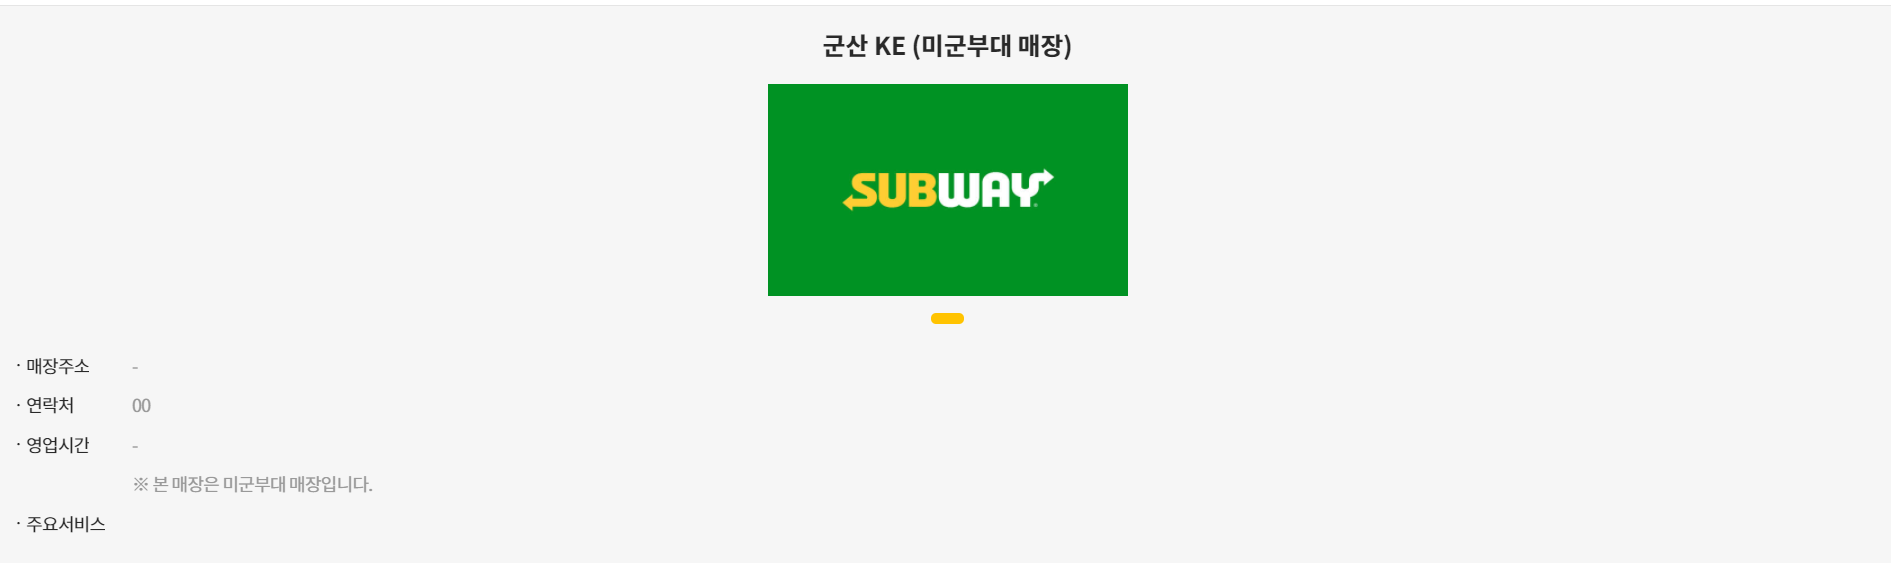 군산 KE (미군부대 매장)
SUBWAY
· 매장주소 -
· 연락처 00
· 영업시간 -
※ 본 매장은 미군부대 매장입니다.
· 주요서비스